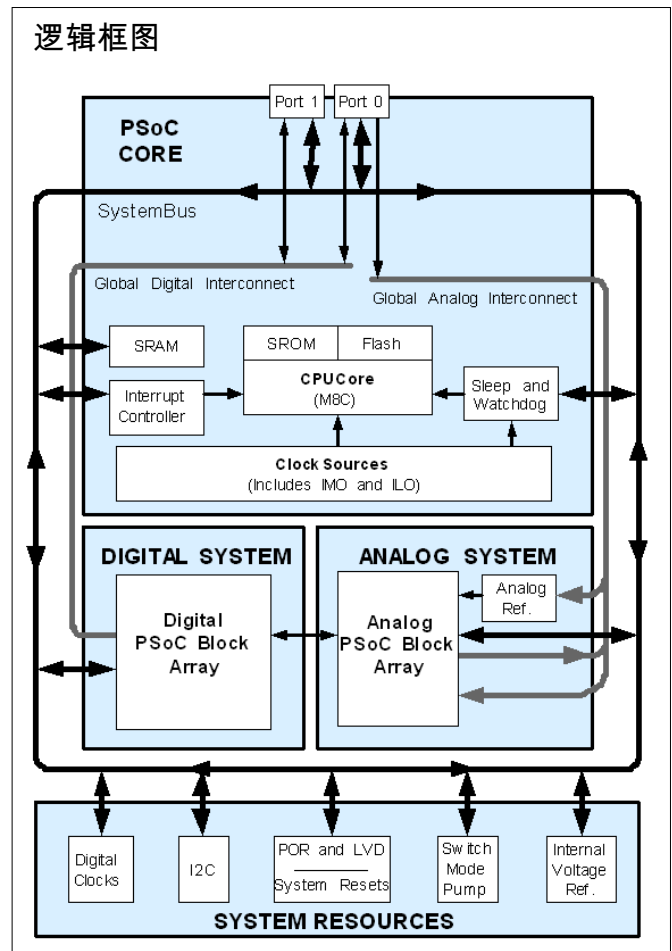 逻辑框图
Port 1
Port 0
PSoC
CORE
SystemBus
Global Digital Interconnect
Global Analog Interconnect
SRAM
SROM
Flash
CPUCore
(M8C)
Interrupt
Controller
Sleep and
Watchdog
Clock Sources
(Includes IMO and ILO)
DIGITAL SYSTEM
Digital
PSoC Block
Array
ANALOG SYSTEM
Analog
Ref.
Analog
PSoC Block
Array
Digital
Clocks
I2C
POR and LVD
System Resets
Switch
Mode
Pump
Internal
Voltage
Ref.
SYSTEM RESOURCES